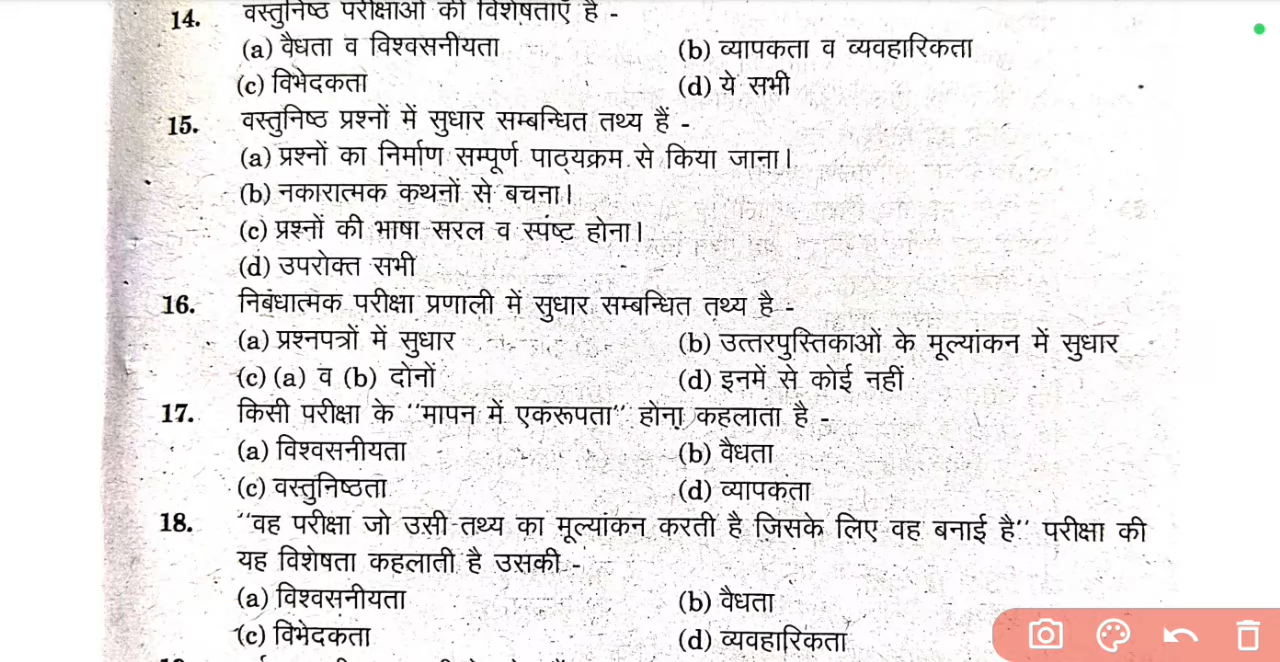 14. वस्तुनिष्ठ परीक्षाओं की विशेषताएँ है -
(a) वैधता व विश्वसनीयता (b) व्यापकता व व्यवहारिकता
(c) विभेदकता (d) ये सभी
15. वस्तुनिष्ठ प्रश्नों में सुधार सम्बन्धित तथ्य हैं -
(a) प्रश्नों का निर्माण सम्पूर्ण पाठ्यक्रम से किया जाना।
(b) नकारात्मक कथनों से बचना।
(c) प्रश्नों की भाषा सरल व स्पष्ट होना।
(d) उपरोक्त सभी
16. निबंधात्मक परीक्षा प्रणाली में सुधार सम्बन्धित तथ्य है -
(a) प्रश्नपत्रों में सुधार (b) उत्तरपुस्तिकाओं के मूल्यांकन में सुधार
(c) (a) व (b) दोनों (d) इनमें से कोई नहीं
17. किसी परीक्षा के ''मापन में एकरूपता'' होना कहलाता है -
(a) विश्वसनीयता (b) वैधता
(c) वस्तुनिष्ठता (d) व्यापकता
18. ''वह परीक्षा जो उसी तथ्य का मूल्यांकन करती है जिसके लिए वह बनाई है'' परीक्षा की
यह विशेषता कहलाती है उसकी -
(a) विश्वसनीयता (b) वैधता
(c) विभेदकता (d) व्यवहारिकता